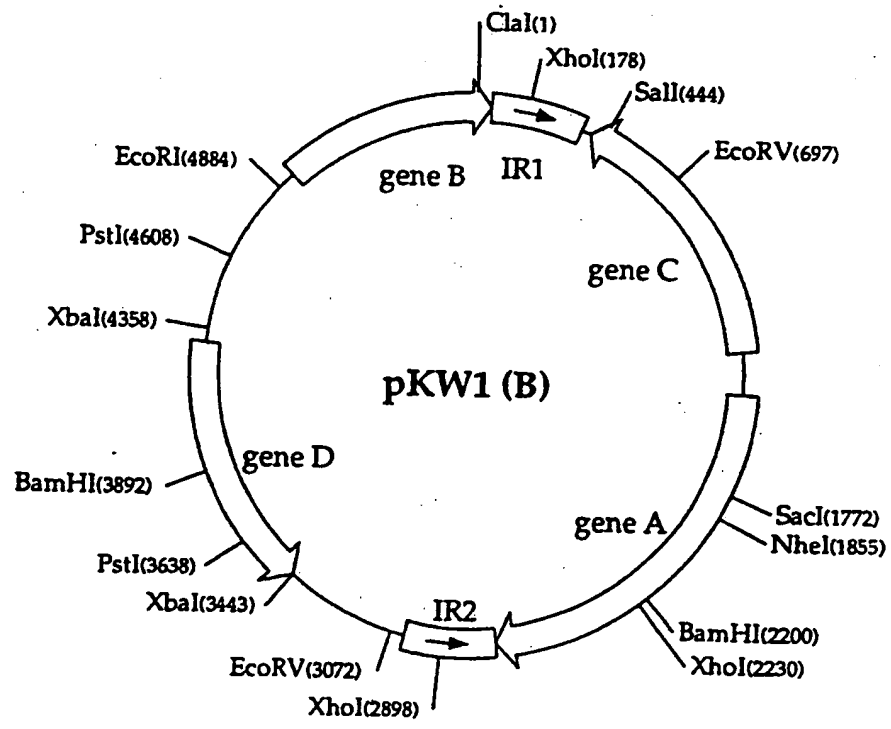 ClaI(1)
XhoI(178)
SalI(444)
EcoRV(697)
EcoRI(4884)
gene B
IR1
PstI(4608)
gene C
XbaI(4358)
pKW1 (B)
gene D
BamHI(3892)
gene A
SacI(1772)
NheI(1855)
PstI(3638)
XbaI(3443)
IR2
BamHI(2200)
EcoRV(3072)
XhoI(2230)
XhoI(2898)